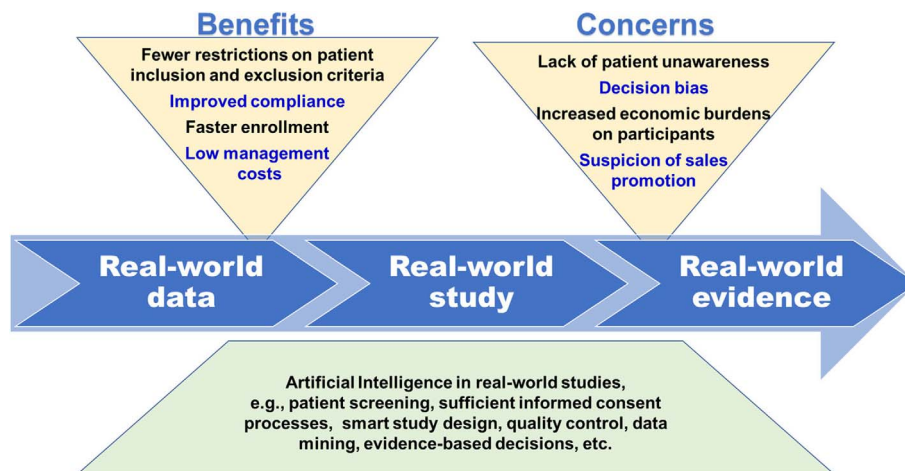 Benefits
Fewer restrictions on patient
inclusion and exclusion criteria
Improved compliance
Faster enrollment
Low management
costs
Concerns
Lack of patient unawareness
Decision bias
Increased economic burdens
on participants
Suspicion of sales
promotion
Real-world
data
Real-world
study
Real-world
evidence
Artificial Intelligence in real-world studies,
e.g., patient screening, sufficient informed consent
processes, smart study design, quality control, data
mining, evidence-based decisions, etc.